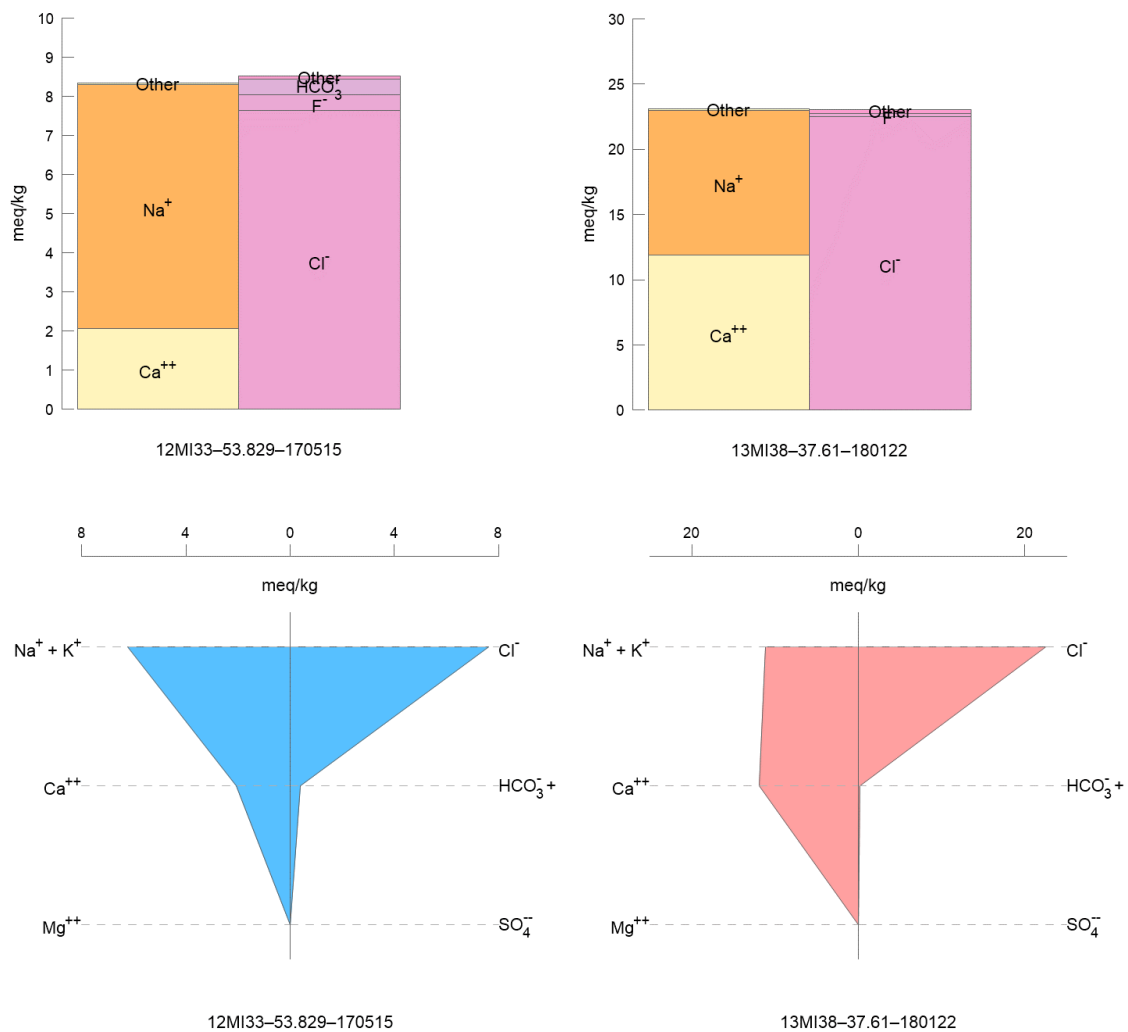 10
9
8
7
6
5
4
3
2
1
0
meq/kg
Other
Na+
Ca++
Other
HCO3-
F-
Cl-
12MI33–53.829–170515
30
25
20
15
10
5
0
meq/kg
Other
Na+
Ca++
Other
F-
Cl-
13MI38–37.61–180122
8 4 0 4 8
meq/kg
Na+ + K+ Cl-
Ca++ HCO3- +
Mg++ SO4--
12MI33–53.829–170515
20 0 20
meq/kg
Na+ + K+ Cl-
Ca++ HCO3- +
Mg++ SO4--
13MI38–37.61–180122